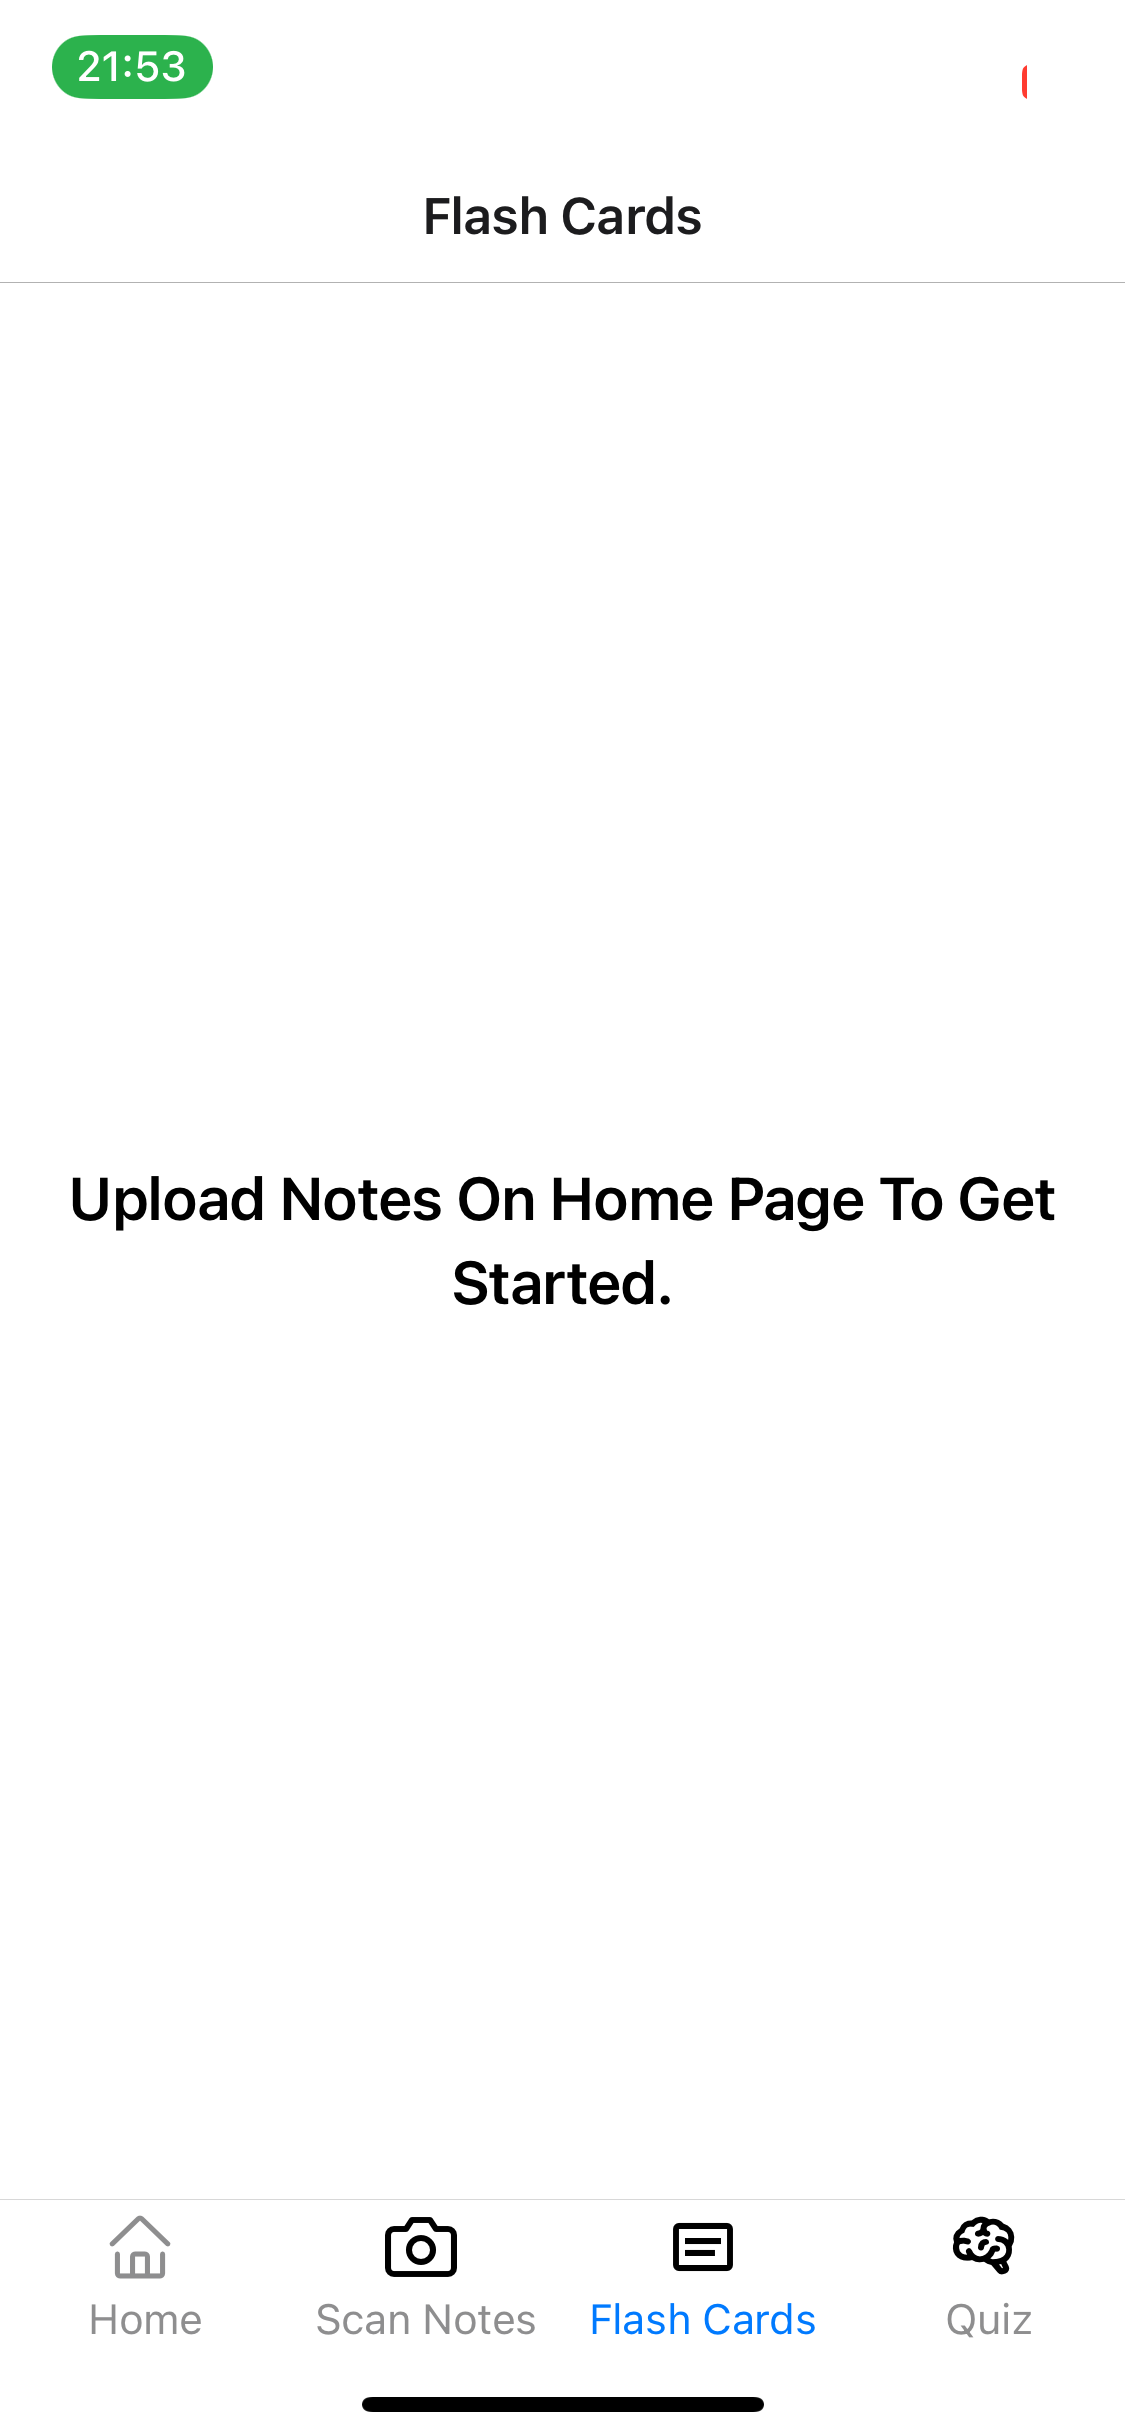 21:53
Flash Cards
Upload Notes On Home Page To Get
Started.
Home
Scan Notes
Flash Cards
Quiz